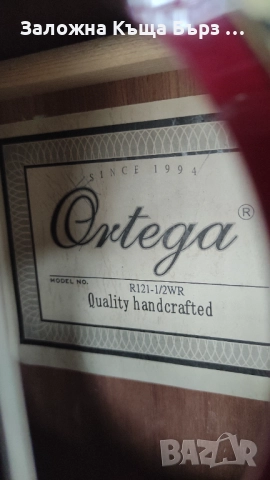 Заложна Къща Върз ...
SINCE 1994
Ortega®
MODEL NO. R121-1/2WR
Quality handcrafted
BAZAR